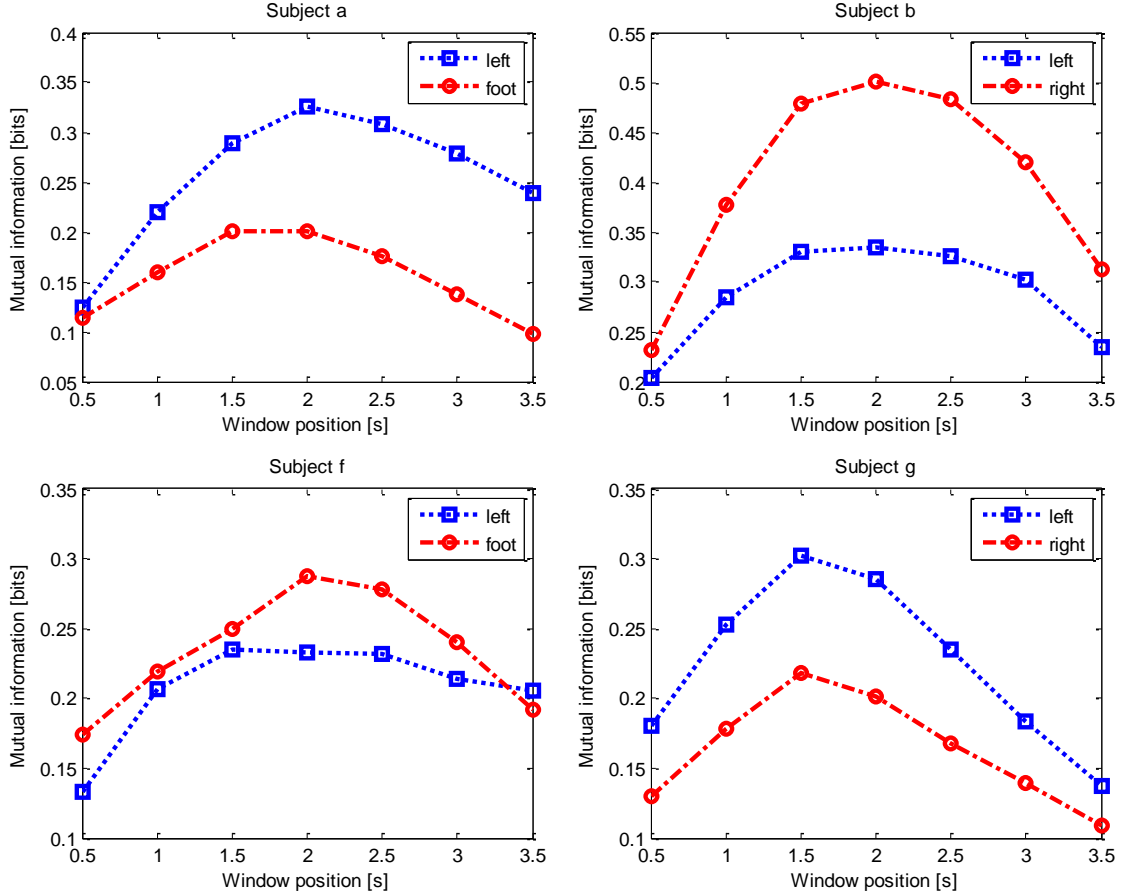 Subject a
0.4
0.35
0.3
0.25
0.2
0.15
0.1
0.05
Mutual information [bits]
left
foot
0.5 1 1.5 2 2.5 3 3.5
Window position [s]
Subject b
0.55
0.5
0.45
0.4
0.35
0.3
0.25
0.2
Mutual information [bits]
left
right
0.5 1 1.5 2 2.5 3 3.5
Window position [s]
Subject f
0.35
0.3
0.25
0.2
0.15
0.1
Mutual information [bits]
left
foot
0.5 1 1.5 2 2.5 3 3.5
Window position [s]
Subject g
0.35
0.3
0.25
0.2
0.15
0.1
Mutual information [bits]
left
right
0.5 1 1.5 2 2.5 3 3.5
Window position [s]